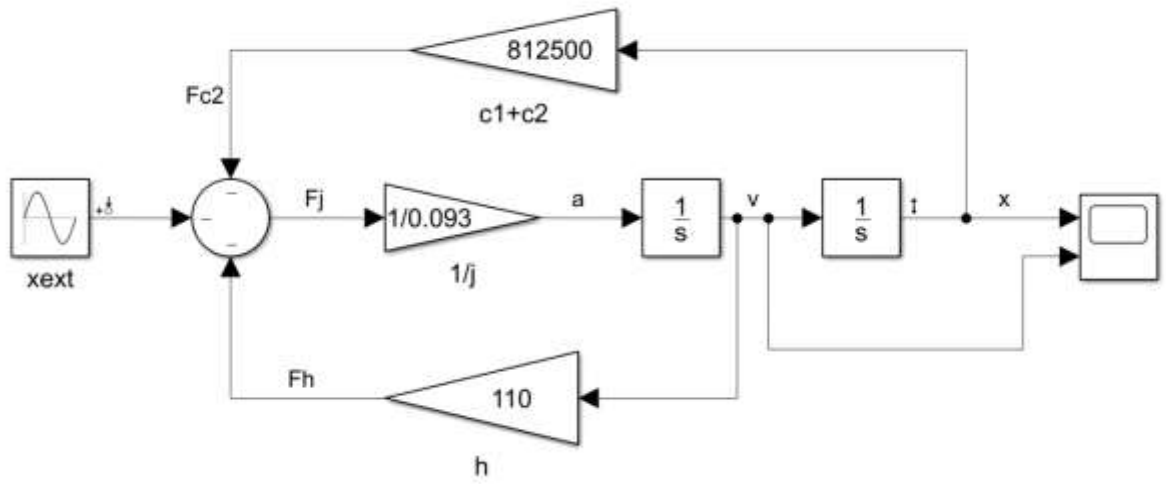 812500
Fc2
c1+c2
Fj
1/0.093
a
1
s
v
1
s
x
xext
1/j
Fh
110
h